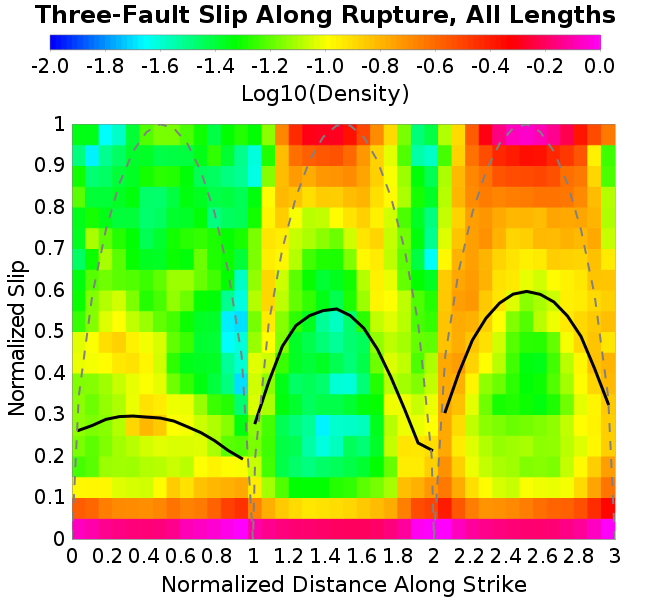 Three-Fault Slip Along Rupture, All Lengths
-2.0 -1.8 -1.6 -1.4 -1.2 -1.0 -0.8 -0.6 -0.4 -0.2 0.0
Log10(Density)
1
0.9
0.8
0.7
0.6
0.5
0.4
0.3
0.2
0.1
0
Normalized Slip
0 0.2 0.4 0.6 0.8 1 1.2 1.4 1.6 1.8 2 2.2 2.4 2.6 2.8 3
Normalized Distance Along Strike